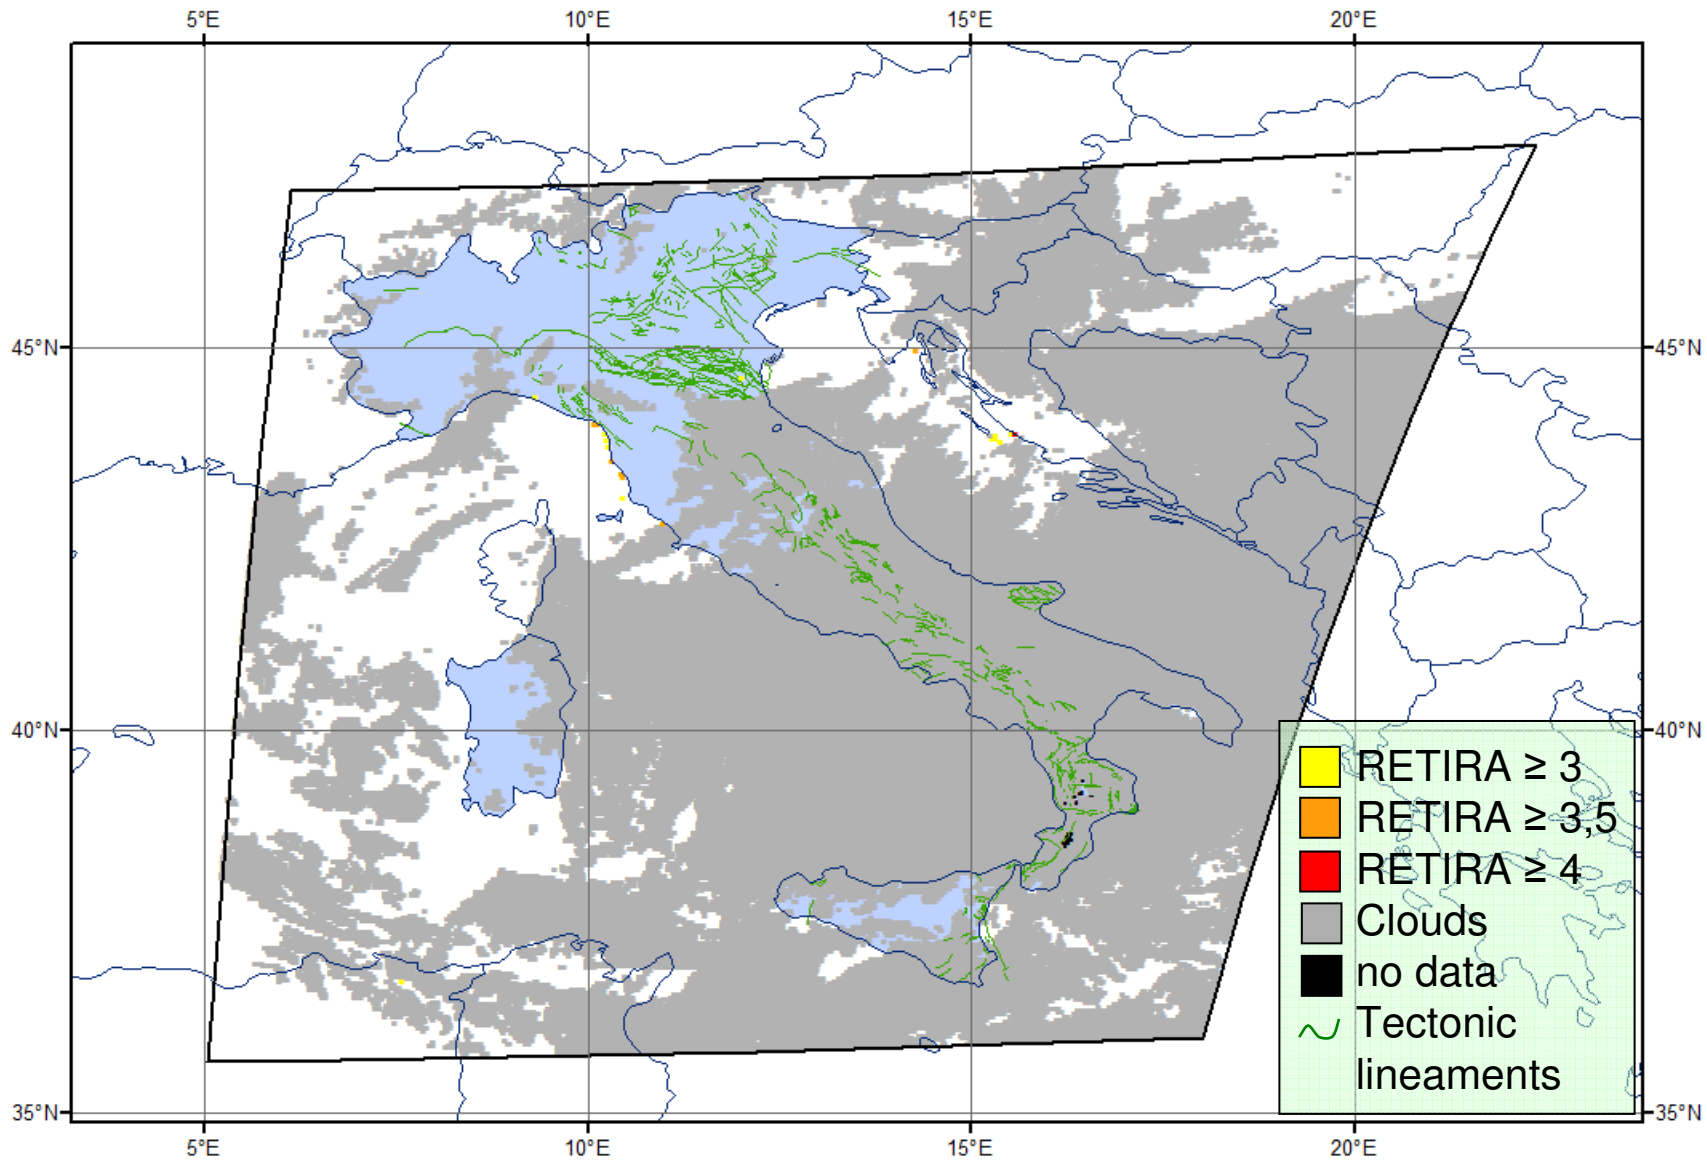 5°E 10°E 15°E 20°E
45°N 45°N
40°N 40°N
RETIRA ≥ 3
RETIRA ≥ 3,5
RETIRA ≥ 4
Clouds
no data
Tectonic
lineaments
35°N 35°N
5°E 10°E 15°E 20°E